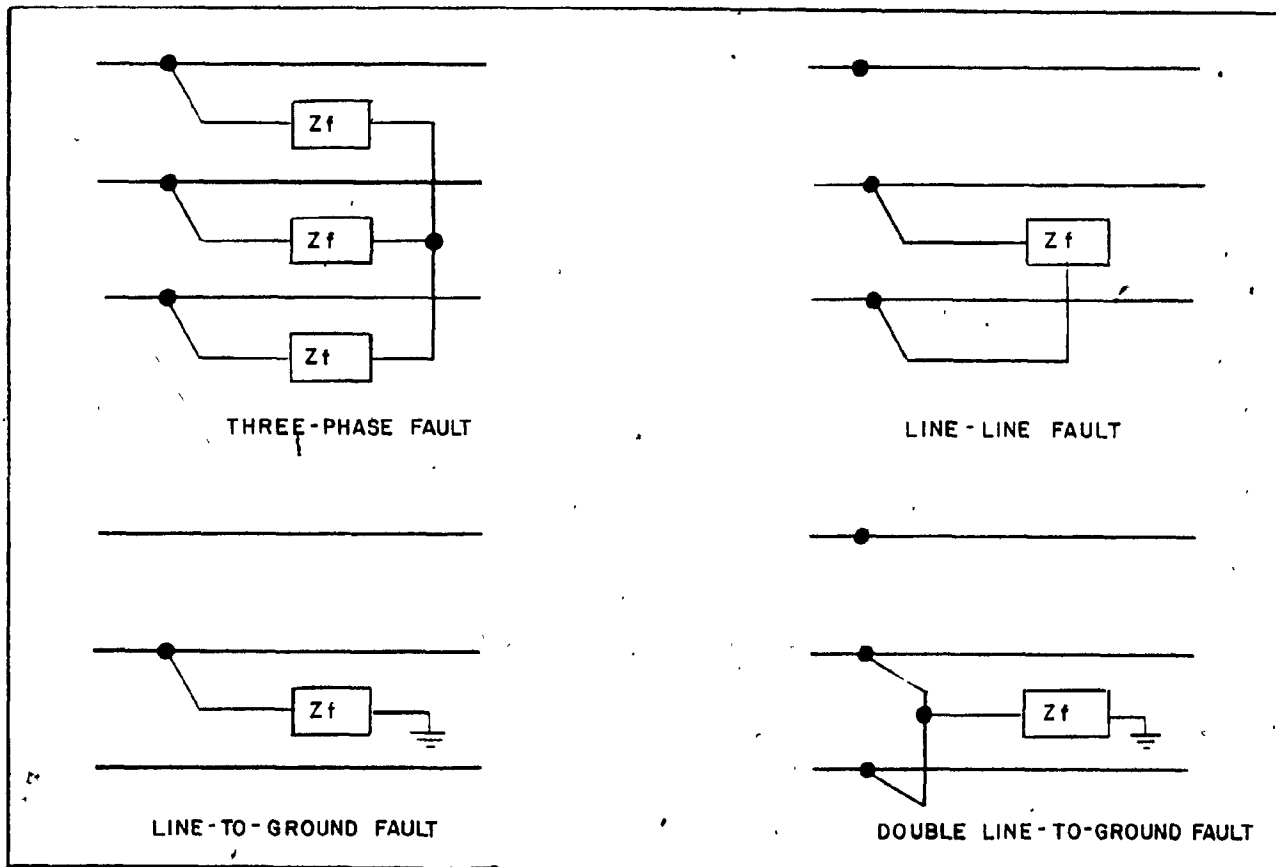 Zf
Zf
Zf
THREE-PHASE FAULT
Zf
LINE-LINE FAULT
Zf
LINE-TO-GROUND FAULT
Zf
DOUBLE LINE-TO-GROUND FAULT